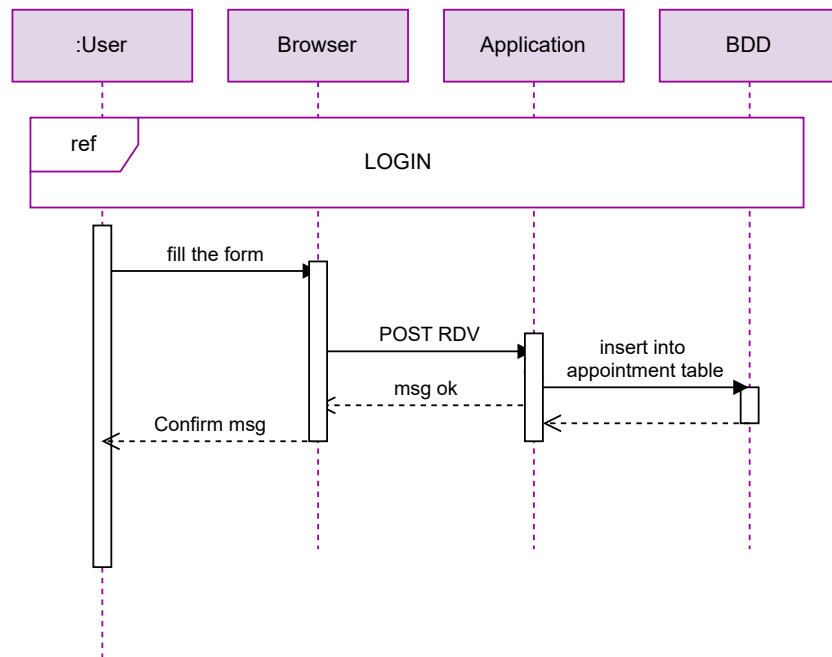 :User
Browser
Application
BDD
ref
LOGIN
fill the form
POST RDV
insert into
appointment table
msg ok
Confirm msg